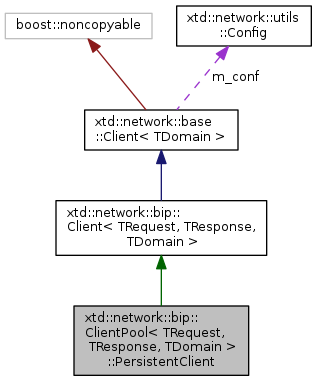 boost::noncopyable
xtd::network::utils
::Config
m_conf
xtd::network::base
::Client< TDomain >
xtd::network::bip::
Client< TRequest, TResponse,
TDomain >
xtd::network::bip::
ClientPool< TRequest,
TResponse, TDomain >
::PersistentClient